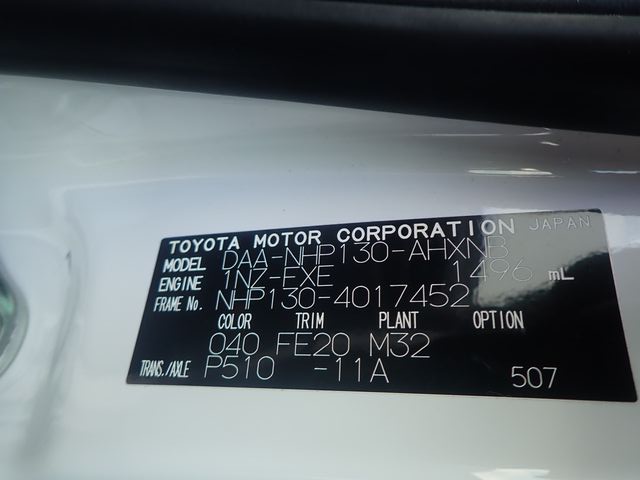 TOYOTA MOTOR CORPORATION JAPAN
MODEL DAA-NHP130-AHXNB
ENGINE 1NZ-FXE 1496 mL
FRAME No. NHP130-4017452
COLOR TRIM PLANT OPTION
040 FE20 M32
TRANS./AXLE P510 -11A 507